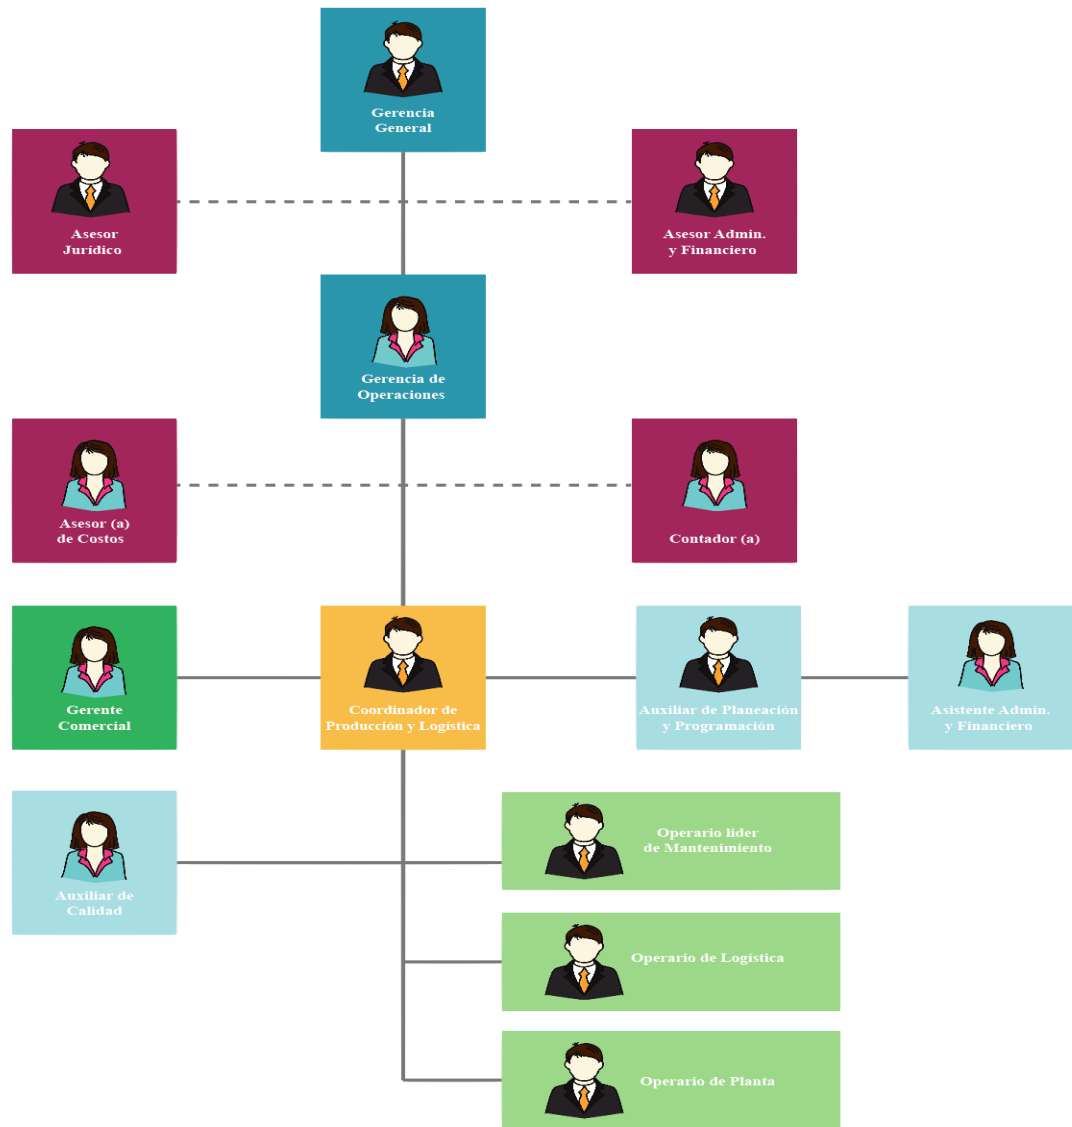 Gerencia
General
Asesor
Jurídico
Asesor Admin.
y Financiero
Gerencia de
Operaciones
Asesor (a)
de Costos
Contador (a)
Gerente
Comercial
Coordinador de
Producción y Logística
Auxiliar de Planeación
y Programación
Asistente Admin.
y Financiero
Auxiliar de
Calidad
Operario líder
de Mantenimiento
Operario de Logística
Operario de Planta